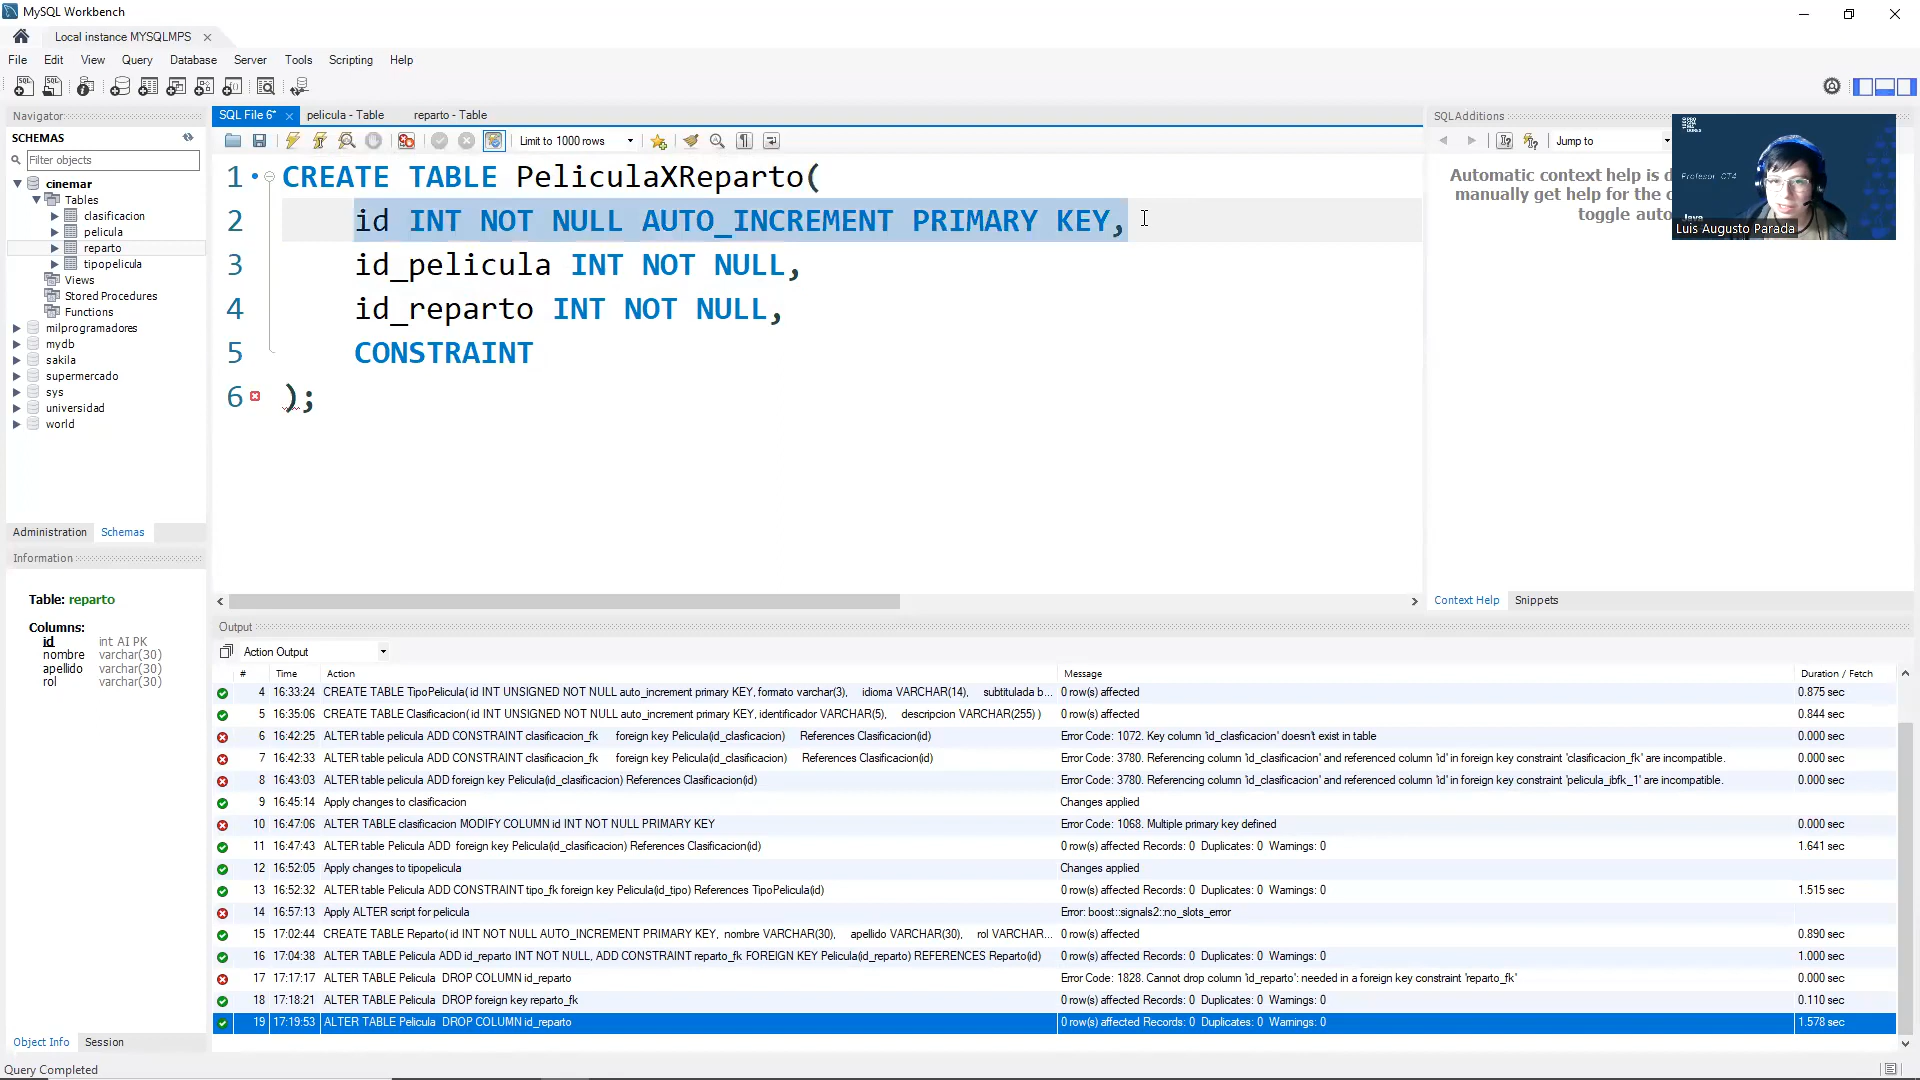 MySQL Workbench
Local instance MYSQLMPS
File Edit View Query Database Server Tools Scripting Help
Navigator
SCHEMAS
Filter objects
cinemar
Tables
clasificacion
pelicula
reparto
tipopelicula
Views
Stored Procedures
Functions
milprogramadores
mydb
sakila
supermercado
sys
universidad
world
Administration Schemas
Information
Table: reparto
Columns:
id int AI PK
nombre varchar(30)
apellido varchar(30)
rol varchar(30)
Object Info Session
Query Completed
SQL File 6* pelicula - Table reparto - Table
Limit to 1000 rows
1 CREATE TABLE PeliculaXReparto(
2 id INT NOT NULL AUTO_INCREMENT PRIMARY KEY,
3 id_pelicula INT NOT NULL,
4 id_reparto INT NOT NULL,
5 CONSTRAINT
6 );
SQLAdditions
Jump to
Automatic context help is d
manually get help for the c
toggle auto
Profesor CT4
Java
Luis Augusto Parada
Context Help Snippets
Output
Action Output
# Time Action Message Duration / Fetch
4 16:33:24 CREATE TABLE TipoPelicula( id INT UNSIGNED NOT NULL auto_increment primary KEY, formato varchar(3), idioma VARCHAR(14), subtitulada b... 0 row(s) affected 0.875 sec
5 16:35:06 CREATE TABLE Clasificacion( id INT UNSIGNED NOT NULL auto_increment primary KEY, identificador VARCHAR(5), descripcion VARCHAR(255) ) 0 row(s) affected 0.844 sec
6 16:42:25 ALTER table pelicula ADD CONSTRAINT clasificacion_fk foreign key Pelicula(id_clasficacion) References Clasificacion(id) Error Code: 1072. Key column 'id_clasficacion' doesn't exist in table 0.000 sec
7 16:42:33 ALTER table pelicula ADD CONSTRAINT clasificacion_fk foreign key Pelicula(id_clasificacion) References Clasificacion(id) Error Code: 3780. Referencing column 'id_clasificacion' and referenced column 'id' in foreign key constraint 'clasificacion_fk' are incompatible. 0.000 sec
8 16:43:03 ALTER table pelicula ADD foreign key Pelicula(id_clasificacion) References Clasificacion(id) Error Code: 3780. Referencing column 'id_clasificacion' and referenced column 'id' in foreign key constraint 'pelicula_ibfk_1' are incompatible. 0.000 sec
9 16:45:14 Apply changes to clasificacion Changes applied
10 16:47:06 ALTER TABLE clasificacion MODIFY COLUMN id INT NOT NULL PRIMARY KEY Error Code: 1068. Multiple primary key defined 0.000 sec
11 16:47:43 ALTER table Pelicula ADD foreign key Pelicula(id_clasificacion) References Clasificacion(id) 0 row(s) affected Records: 0 Duplicates: 0 Warnings: 0 1.641 sec
12 16:52:05 Apply changes to tipopelicula Changes applied
13 16:52:32 ALTER table Pelicula ADD CONSTRAINT tipo_fk foreign key Pelicula(id_tipo) References TipoPelicula(id) 0 row(s) affected Records: 0 Duplicates: 0 Warnings: 0 1.515 sec
14 16:57:13 Apply ALTER script for pelicula Error: boost::signals2::no_slots_error
15 17:02:44 CREATE TABLE Reparto( id INT NOT NULL AUTO_INCREMENT PRIMARY KEY, nombre VARCHAR(30), apellido VARCHAR(30), rol VARCHAR... 0 row(s) affected 0.890 sec
16 17:04:38 ALTER TABLE Pelicula ADD id_reparto INT NOT NULL, ADD CONSTRAINT reparto_fk FOREIGN KEY Pelicula(id_reparto) REFERENCES Reparto(id) 0 row(s) affected Records: 0 Duplicates: 0 Warnings: 0 1.000 sec
17 17:17:17 ALTER TABLE Pelicula DROP COLUMN id_reparto Error Code: 1828. Cannot drop column 'id_reparto': needed in a foreign key constraint 'reparto_fk' 0.000 sec
18 17:18:21 ALTER TABLE Pelicula DROP foreign key reparto_fk 0 row(s) affected Records: 0 Duplicates: 0 Warnings: 0 0.110 sec
19 17:19:53 ALTER TABLE Pelicula DROP COLUMN id_reparto 0 row(s) affected Records: 0 Duplicates: 0 Warnings: 0 1.578 sec